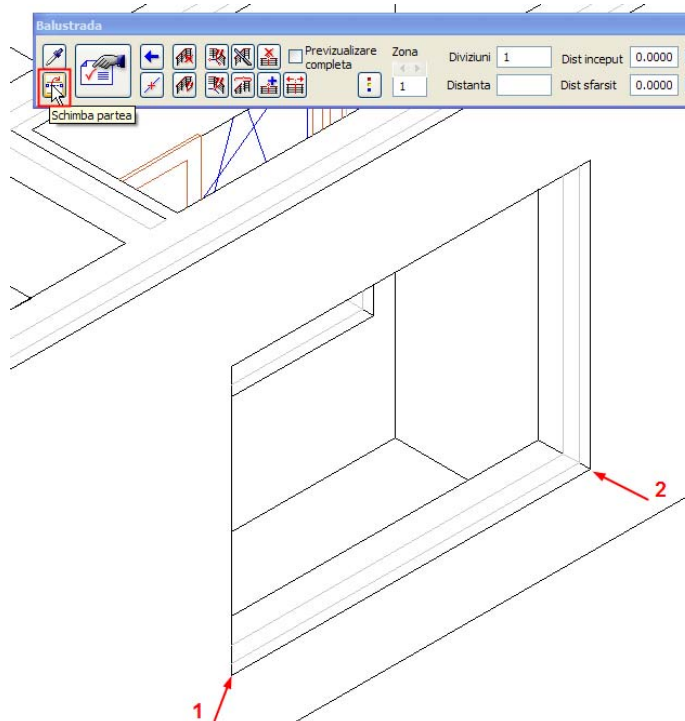 Balustrada
Previzualizare
completa
Zona
1
Diviziuni 1
Distanta
Dist inceput 0.0000
Dist sfarsit 0.0000
Schimba partea
2
1